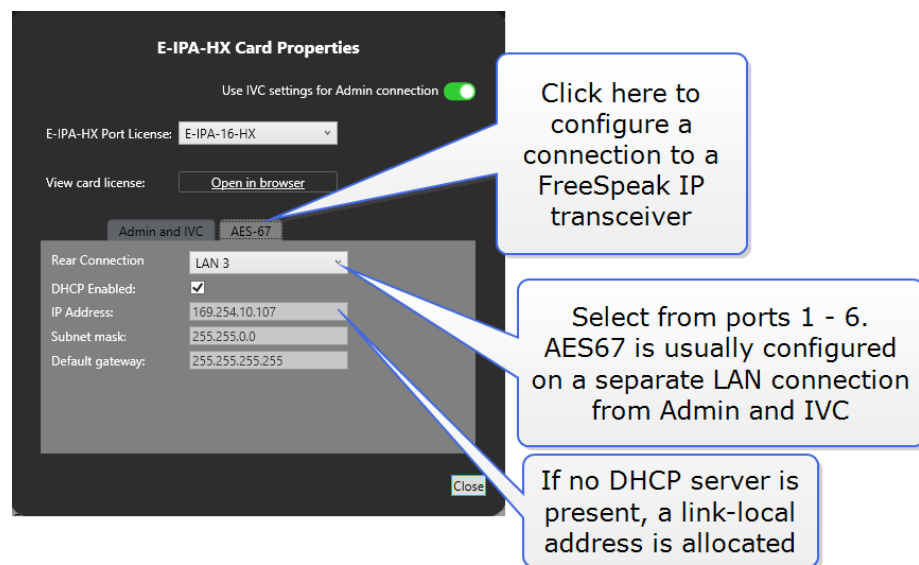 E-IPA-HX Card Properties
Use IVC settings for Admin connection
E-IPA-HX Port License: E-IPA-16-HX
View card license: Open in browser
Admin and IVC AES-67
Rear Connection LAN 3
DHCP Enabled:
IP Address: 169.254.10.107
Subnet mask: 255.255.0.0
Default gateway: 255.255.255.255
Close
Click here to
configure a
connection to a
FreeSpeak IP
transceiver
Select from ports 1 - 6.
AES67 is usually configured
on a separate LAN connection
from Admin and IVC
If no DHCP server is
present, a link-local
address is allocated